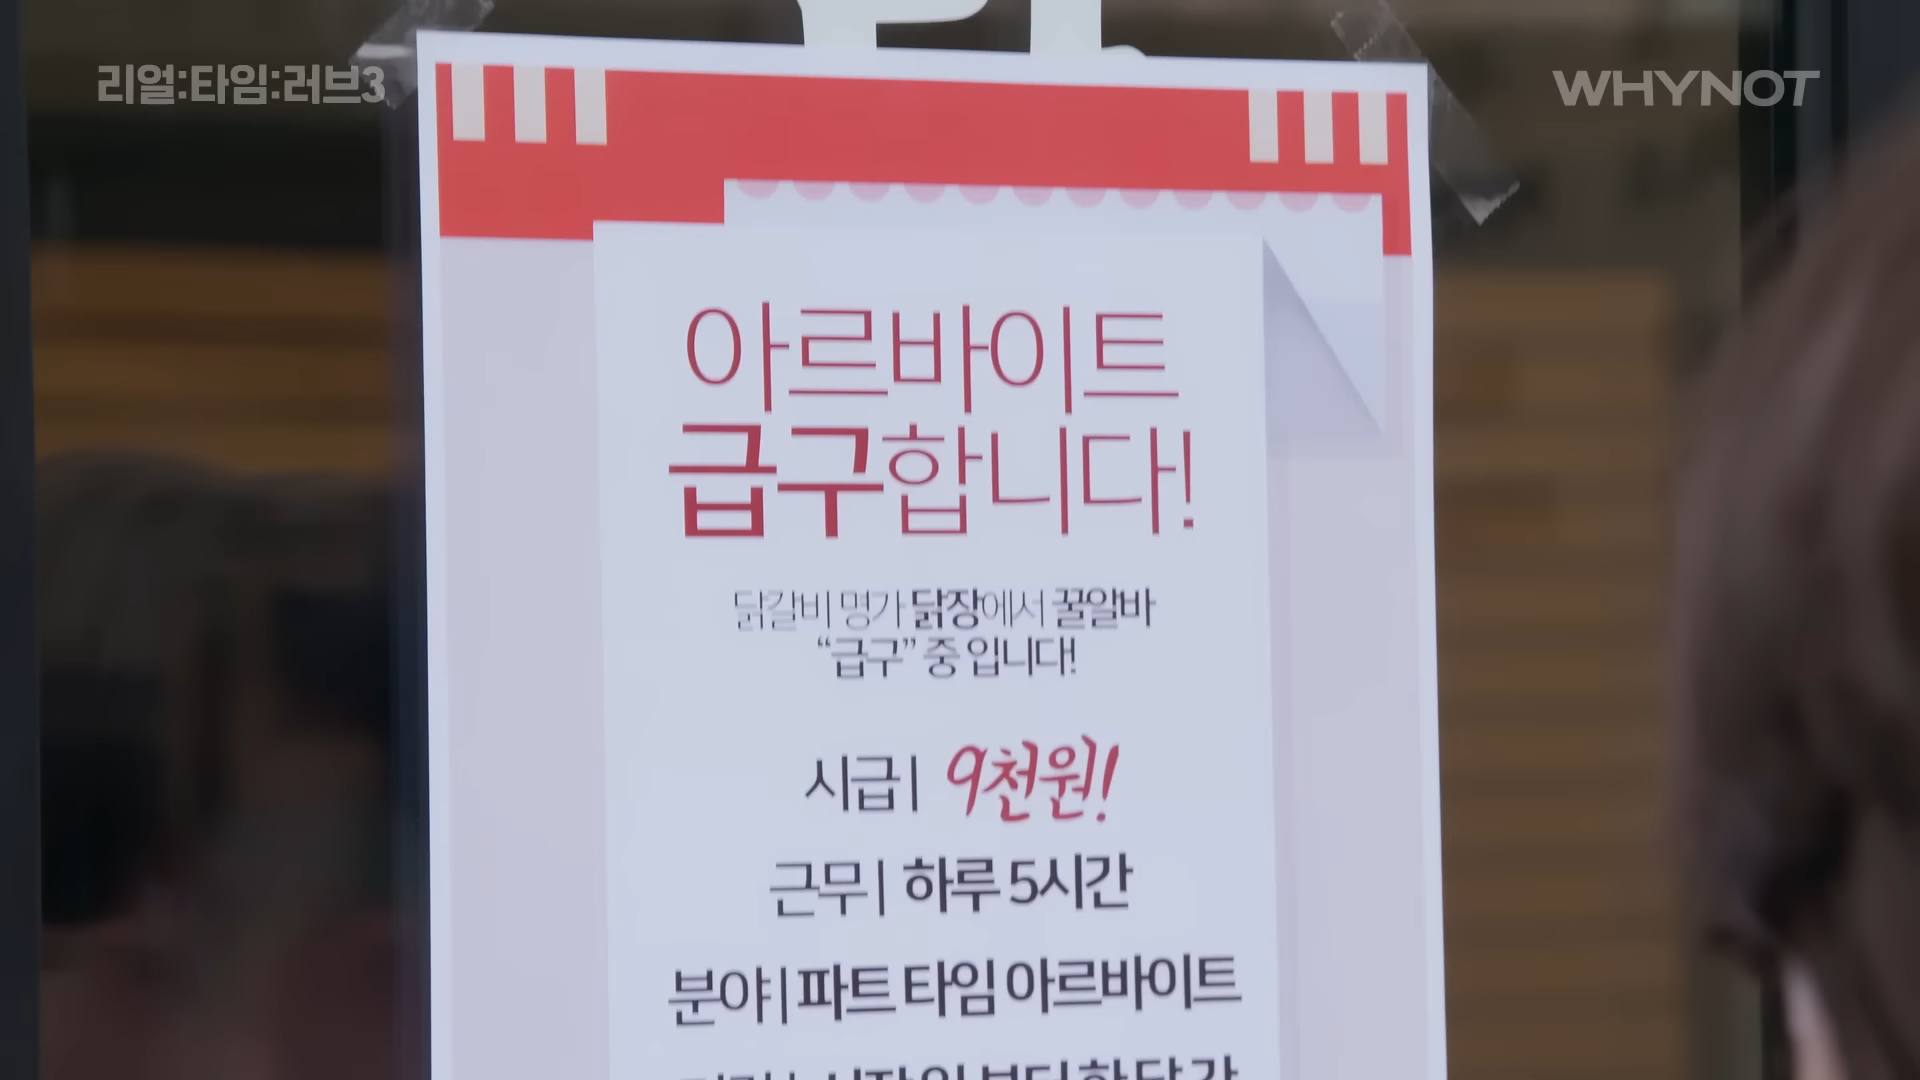 리얼:타임:러브3
WHYNOT
아르바이트
급구합니다!
닭갈비 명가 닭장에서 꿀알바
“급구” 중 입니다!
시급| 9천원!
근무| 하루 5시간
분야| 파트 타임 아르바이트